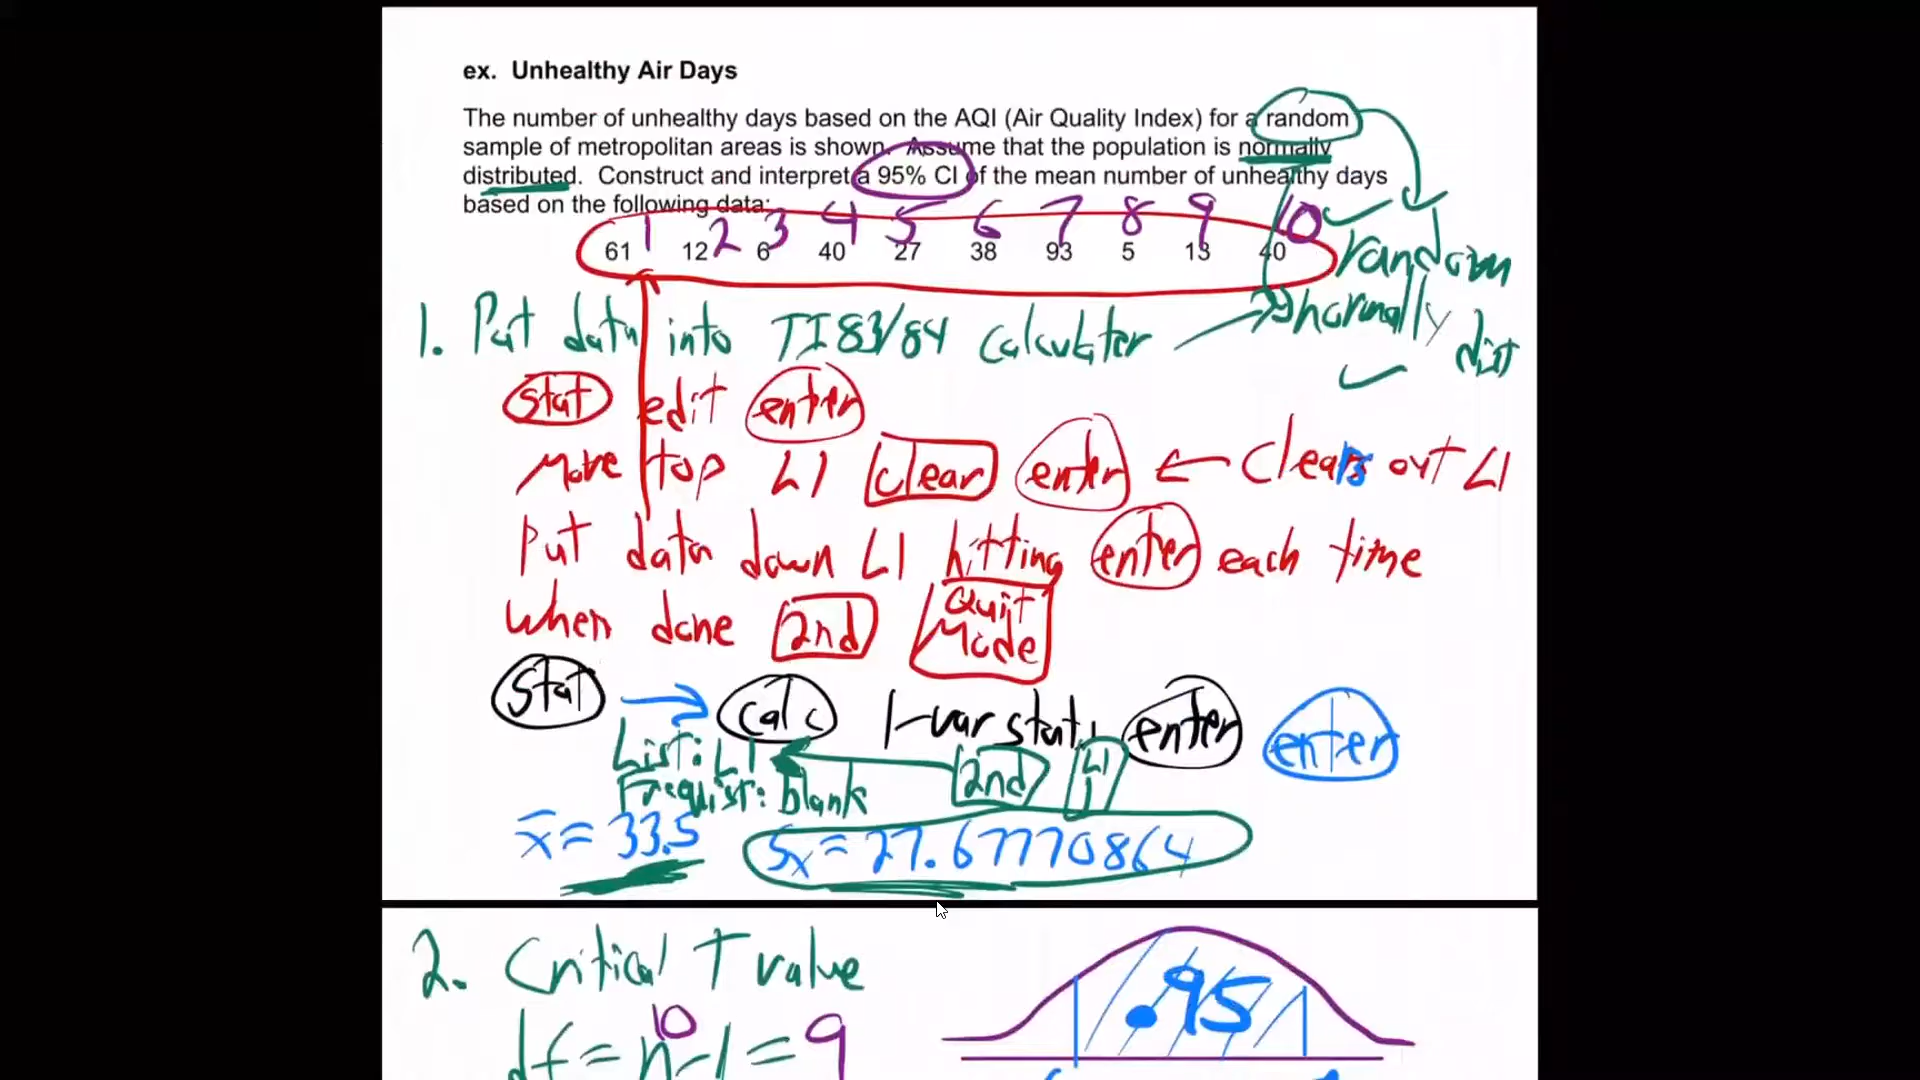 ex. Unhealthy Air Days
The number of unhealthy days based on the AQI (Air Quality Index) for a random
sample of metropolitan areas is shown. Assume that the population is normally
distributed. Construct and interpret a 95% CI of the mean number of unhealthy days
based on the following data:
1 2 3 4 5 6 7 8 9 10
61 12 6 40 27 38 93 5 13 40
random
normally dist
1. Put data into TI83/84 calculator
stat edit enter
Move top L1 clear enter ← Clears out L1
Put data down L1 hitting enter each time
when done 2nd Quit Mode
stat → calc 1-var stats enter enter
List: L1 2nd L1 1
Freqlist: blank
x̄ = 33.5 Sx = 27.67770864
2. Critical T value
.95
df = n-1 = 9
10